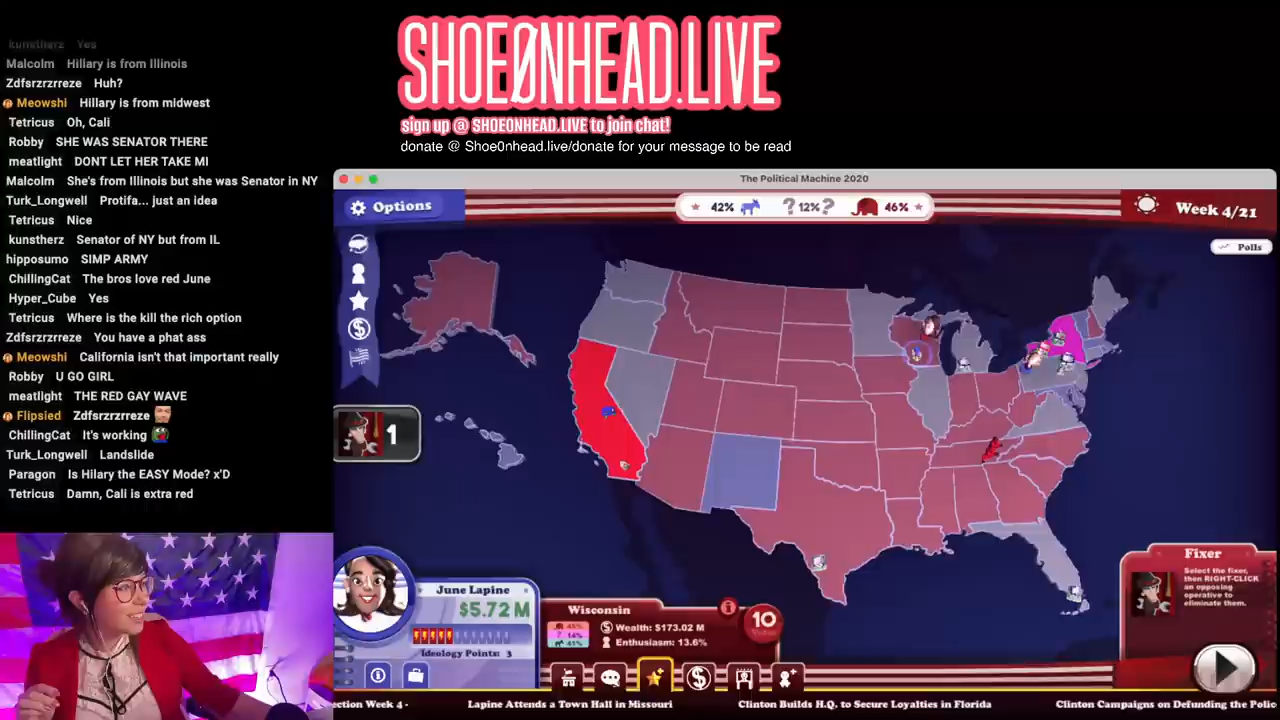 kunstherz Yes
Malcolm Hillary is from Illinois
Zdfsrzrrreze Huh?
Meowshi Hillary is from midwest
Tetricus Oh, Cali
Robby SHE WAS SENATOR THERE
meatlight DONT LET HER TAKE MI
Malcolm She's from Illinois but she was Senator in NY
Turk_Longwell Protifa... just an idea
Tetricus Nice
kunstherz Senator of NY but from IL
hipposumo SIMP ARMY
ChillingCat The bros love red June
Hyper_Cube Yes
Tetricus Where is the kill the rich option
Zdfsrzrrreze You have a phat ass
Meowshi California isn't that important really
Robby U GO GIRL
meatlight THE RED GAY WAVE
Flipsied Zdfsrzrrreze
ChillingCat It's working
Turk_Longwell Landslide
Paragon Is Hilary the EASY Mode? x'D
Tetricus Damn, Cali is extra red
SHOEØNHEAD.LIVE
sign up @ SHOEONHEAD.LIVE to join chat!
donate @ Shoe0nhead.live/donate for your message to be read
The Political Machine 2020
Options
42% ?12%? 46%
Week 4/21
Polls
1
June Lapine
$5.72 M
Ideology Points: 3
Wisconsin
45%
14%
41%
Wealth: $173.02 M
Enthusiasm: 13.6%
10
Fixer
Select the fixer,
then RIGHT-CLICK
an opposing
operative to
eliminate them.
ection Week 4 - Lapine Attends a Town Hall in Missouri Clinton Builds H.Q. to Secure Loyalties in Florida Clinton Campaigns on Defunding the Polic